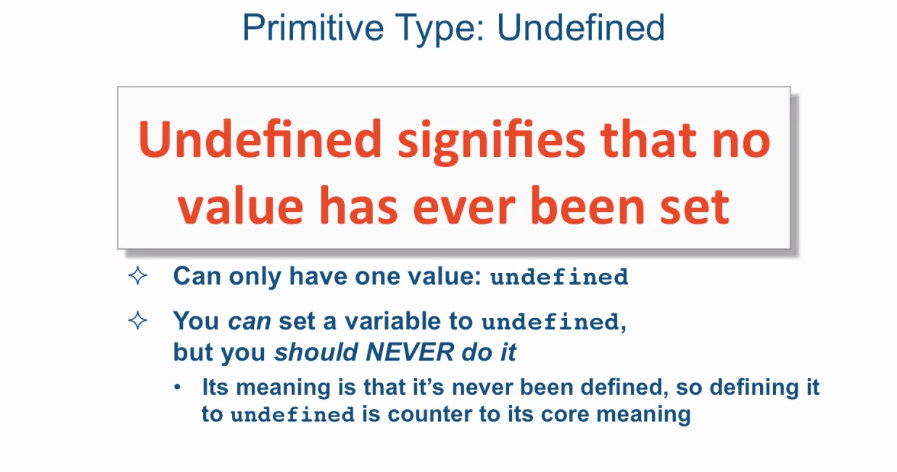 Primitive Type: Undefined
Undefined signifies that no
value has ever been set
✧ Can only have one value: undefined
✧ You can set a variable to undefined,
but you should NEVER do it
• Its meaning is that it's never been defined, so defining it
to undefined is counter to its core meaning